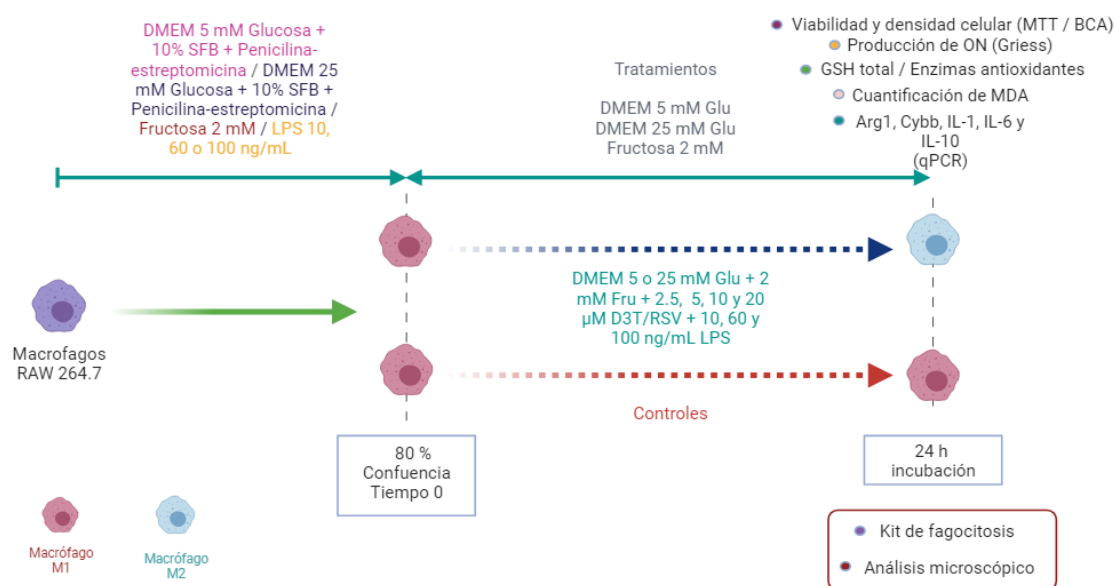 DMEM 5 mM Glucosa +
10% SFB + Penicilina-
estreptomicina / DMEM 25
mM Glucosa + 10% SFB +
Penicilina-estreptomicina /
Fructosa 2 mM / LPS 10,
60 o 100 ng/mL
Tratamientos
DMEM 5 mM Glu
DMEM 25 mM Glu
Fructosa 2 mM
Viabilidad y densidad celular (MTT / BCA)
Producción de ON (Griess)
GSH total / Enzimas antioxidantes
Cuantificación de MDA
Arg1, Cybb, IL-1, IL-6 y
IL-10
(qPCR)
Macrofagos
RAW 264.7
DMEM 5 o 25 mM Glu + 2
mM Fru + 2.5, 5, 10 y 20
µM D3T/RSV + 10, 60 y
100 ng/mL LPS
Controles
80 %
Confuencia
Tiempo 0
24 h
incubación
Macrófago
M1
Macrófago
M2
Kit de fagocitosis
Análisis microscópico